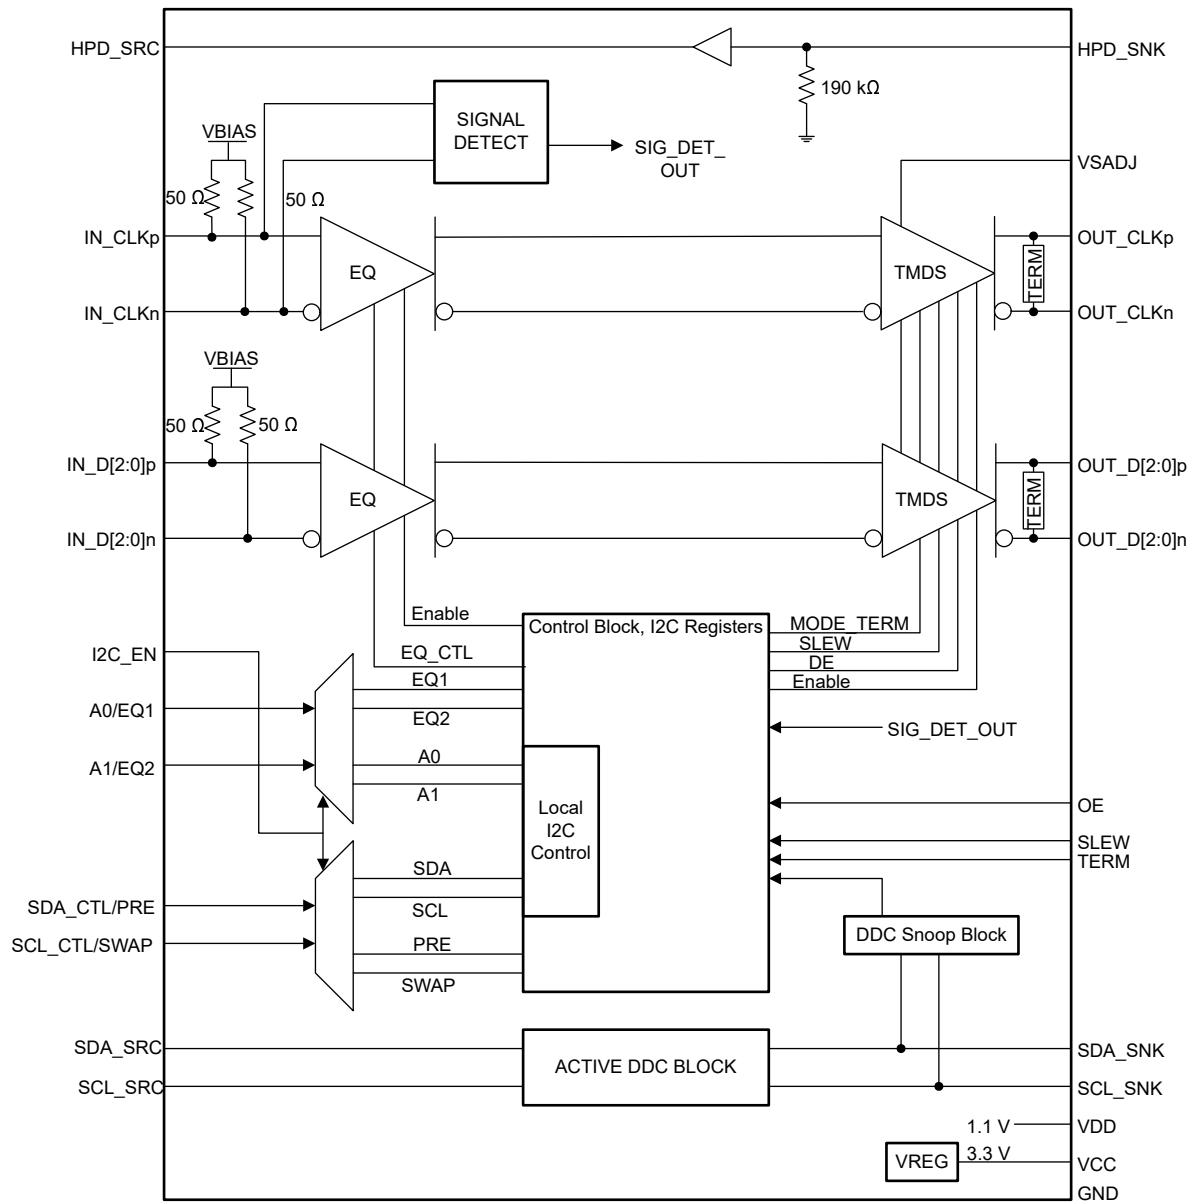 HPD_SRC
HPD_SNK
190 kΩ
SIGNAL
DETECT
SIG_DET_
OUT
VBIAS
50 Ω
50 Ω
VSADJ
IN_CLKp
EQ
TMDS
TERM
OUT_CLKp
IN_CLKn
OUT_CLKn
VBIAS
50 Ω
50 Ω
IN_D[2:0]p
EQ
TMDS
TERM
OUT_D[2:0]p
IN_D[2:0]n
OUT_D[2:0]n
Enable
Control Block, I2C Registers
MODE_TERM
SLEW
DE
Enable
I2C_EN
EQ_CTL
EQ1
A0/EQ1
EQ2
SIG_DET_OUT
A1/EQ2
A0
A1
Local
I2C
Control
OE
SLEW
TERM
SDA
SDA_CTL/PRE
SCL
SCL_CTL/SWAP
PRE
SWAP
DDC Snoop Block
SDA_SRC
ACTIVE DDC BLOCK
SDA_SNK
SCL_SRC
SCL_SNK
1.1 V
VDD
VREG
3.3 V
VCC
GND